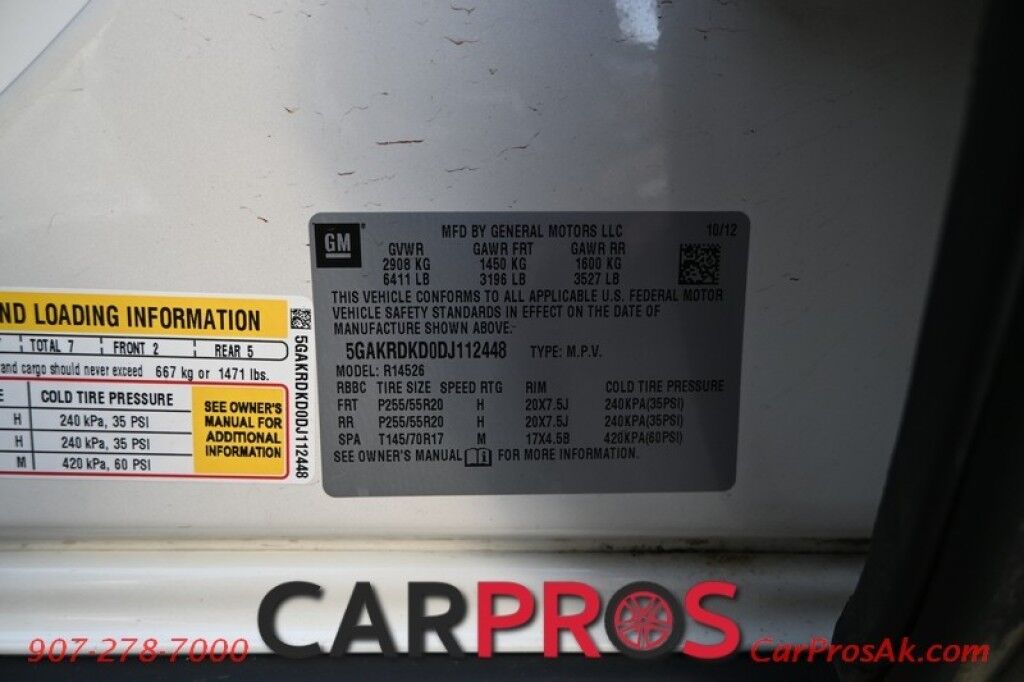 GM
MFD BY GENERAL MOTORS LLC 10/12
GVWR GAWR FRT GAWR RR
2908 KG 1450 KG 1600 KG
6411 LB 3196 LB 3527 LB
THIS VEHICLE CONFORMS TO ALL APPLICABLE U.S. FEDERAL MOTOR
VEHICLE SAFETY STANDARDS IN EFFECT ON THE DATE OF
MANUFACTURE SHOWN ABOVE.
5GAKRDKD0DJ112448 TYPE: M.P.V.
MODEL: R14526
RBBC TIRE SIZE SPEED RTG RIM COLD TIRE PRESSURE
FRT P255/55R20 H 20X7.5J 240KPA(35PSI)
RR P255/55R20 H 20X7.5J 240KPA(35PSI)
SPA T145/70R17 M 17X4.5B 420KPA(60PSI)
SEE OWNER'S MANUAL FOR MORE INFORMATION.
ND LOADING INFORMATION
TOTAL 7 FRONT 2 REAR 5
and cargo should never exceed 667 kg or 1471 lbs.
E COLD TIRE PRESSURE
H 240 kPa, 35 PSI
H 240 kPa, 35 PSI
M 420 kPa, 60 PSI
SEE OWNER'S
MANUAL FOR
ADDITIONAL
INFORMATION
5GAKRDKD0DJ112448
CARPROS
907-278-7000
CarProsAk.com